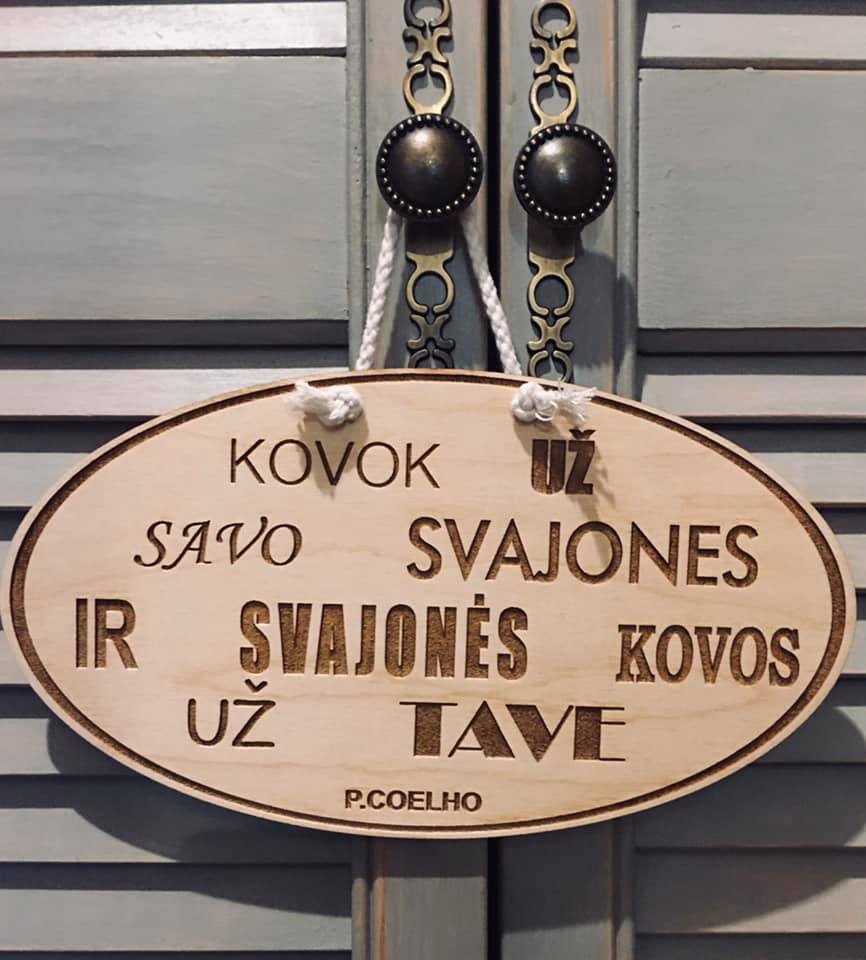 KOVOK UŽ
SAVO SVAJONES
IR SVAJONĖS KOVOS
UŽ TAVE
P.COELHO